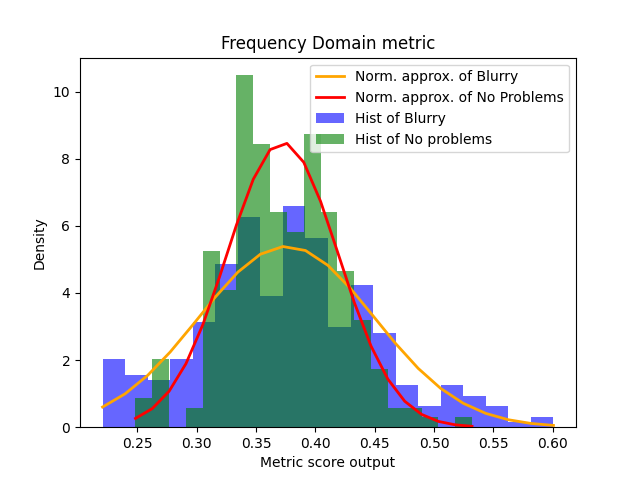 Frequency Domain metric
Norm. approx. of Blurry
Norm. approx. of No Problems
Hist of Blurry
Hist of No problems
Density
10
8
6
4
2
0
0.25 0.30 0.35 0.40 0.45 0.50 0.55 0.60
Metric score output